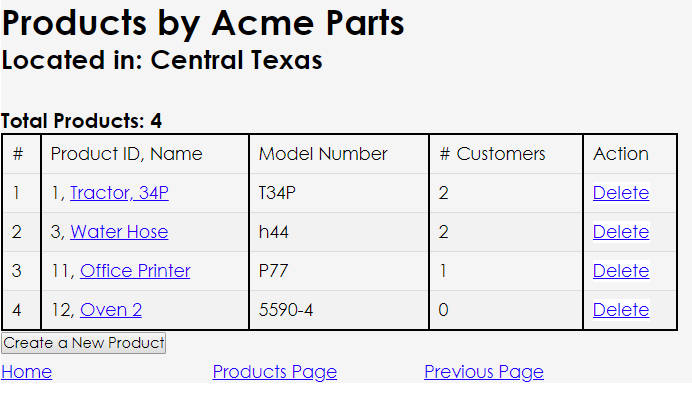 Products by Acme Parts
Located in: Central Texas
Total Products: 4
# Product ID, Name Model Number # Customers Action
1 1, Tractor, 34P T34P 2 Delete
2 3, Water Hose h44 2 Delete
3 11, Office Printer P77 1 Delete
4 12, Oven 2 5590-4 0 Delete
Create a New Product
Home Products Page Previous Page